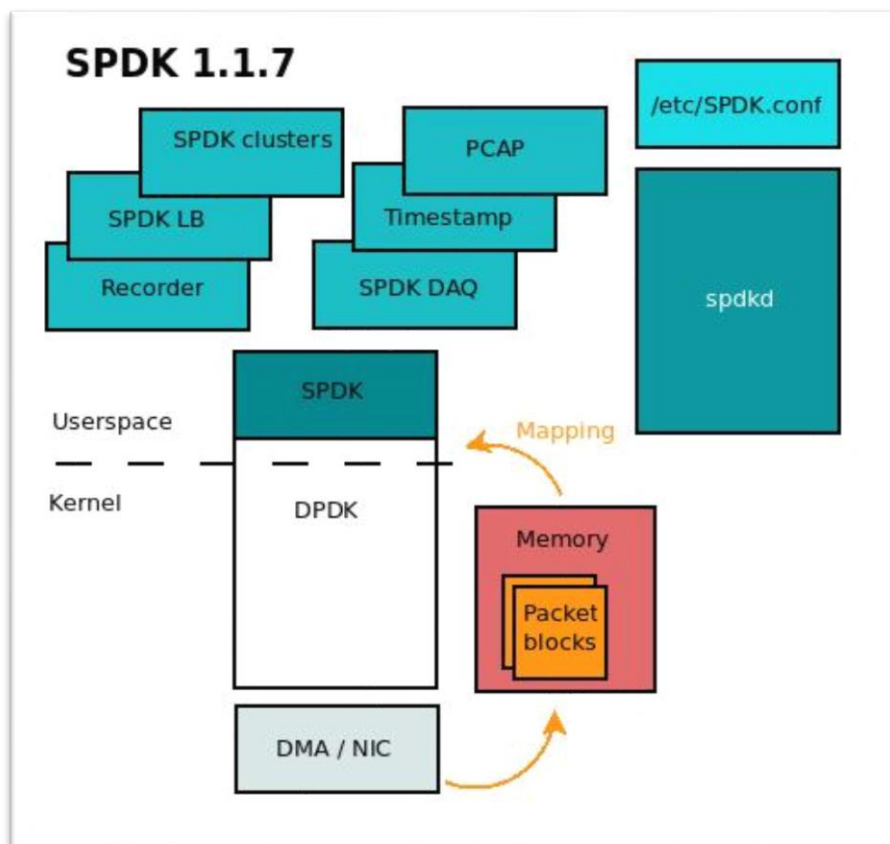 SPDK 1.1.7
/etc/SPDK.conf
SPDK clusters
PCAP
SPDK LB
Timestamp
Recorder
SPDK DAQ
spdkd
SPDK
Userspace
Mapping
Kernel
DPDK
Memory
Packet
blocks
DMA / NIC